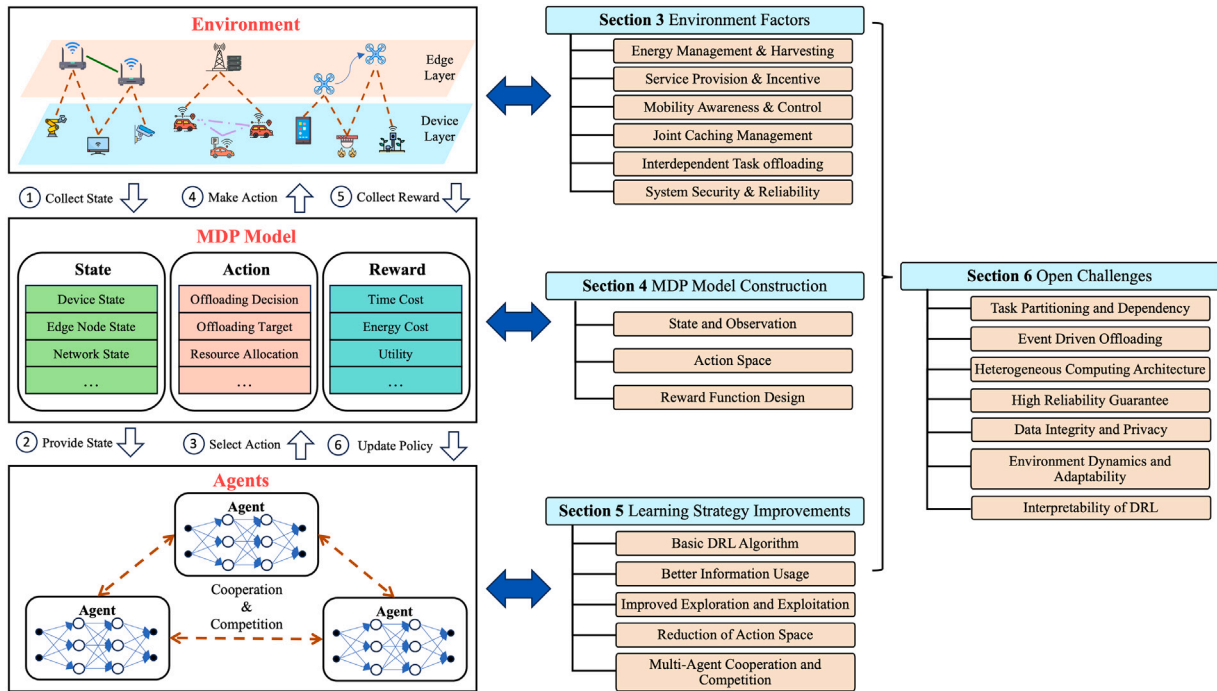 Environment
Edge
Layer
Device
Layer
1 Collect State
4 Make Action
5 Collect Reward
MDP Model
State
Device State
Edge Node State
Network State
...
Action
Offloading Decision
Offloading Target
Resource Allocation
...
Reward
Time Cost
Energy Cost
Utility
...
2 Provide State
3 Select Action
6 Update Policy
Agents
Agent
Cooperation
&
Competition
Agent
Agent
Section 3 Environment Factors
Energy Management & Harvesting
Service Provision & Incentive
Mobility Awareness & Control
Joint Caching Management
Interdependent Task offloading
System Security & Reliability
Section 4 MDP Model Construction
State and Observation
Action Space
Reward Function Design
Section 5 Learning Strategy Improvements
Basic DRL Algorithm
Better Information Usage
Improved Exploration and Exploitation
Reduction of Action Space
Multi-Agent Cooperation and
Competition
Section 6 Open Challenges
Task Partitioning and Dependency
Event Driven Offloading
Heterogeneous Computing Architecture
High Reliability Guarantee
Data Integrity and Privacy
Environment Dynamics and
Adaptability
Interpretability of DRL